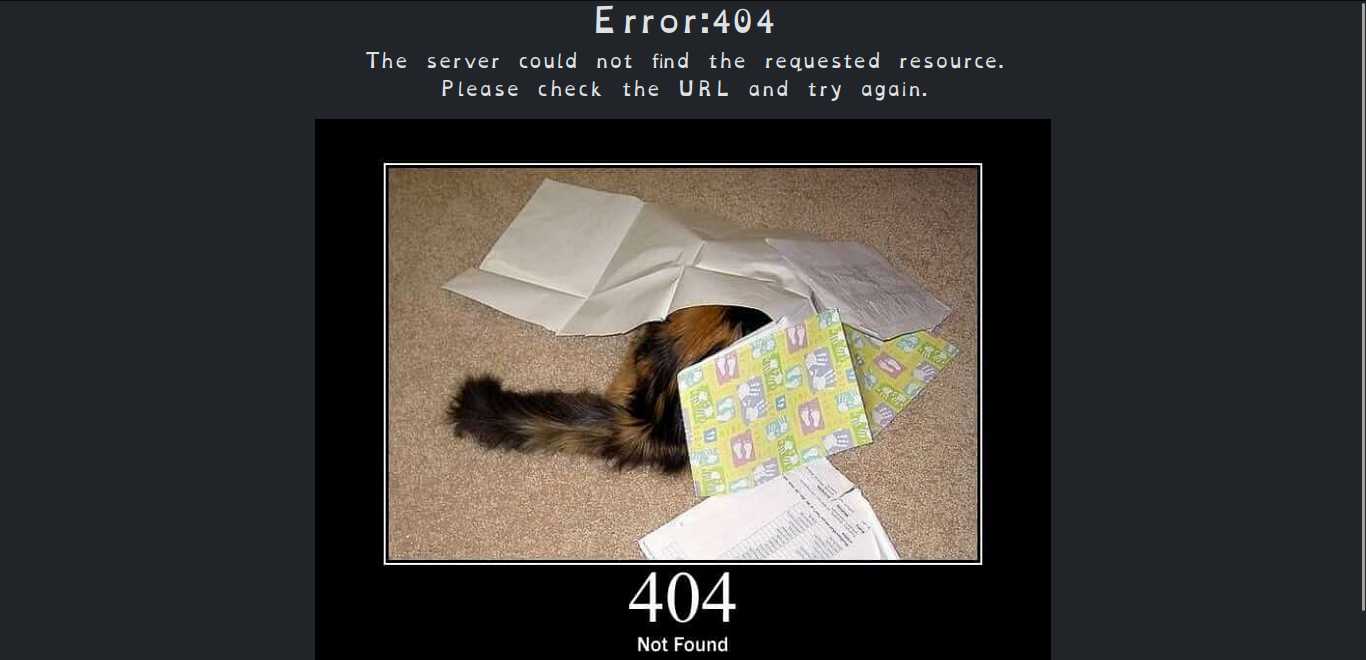 Error:404
The server could not find the requested resource.
Please check the URL and try again.
404
Not Found